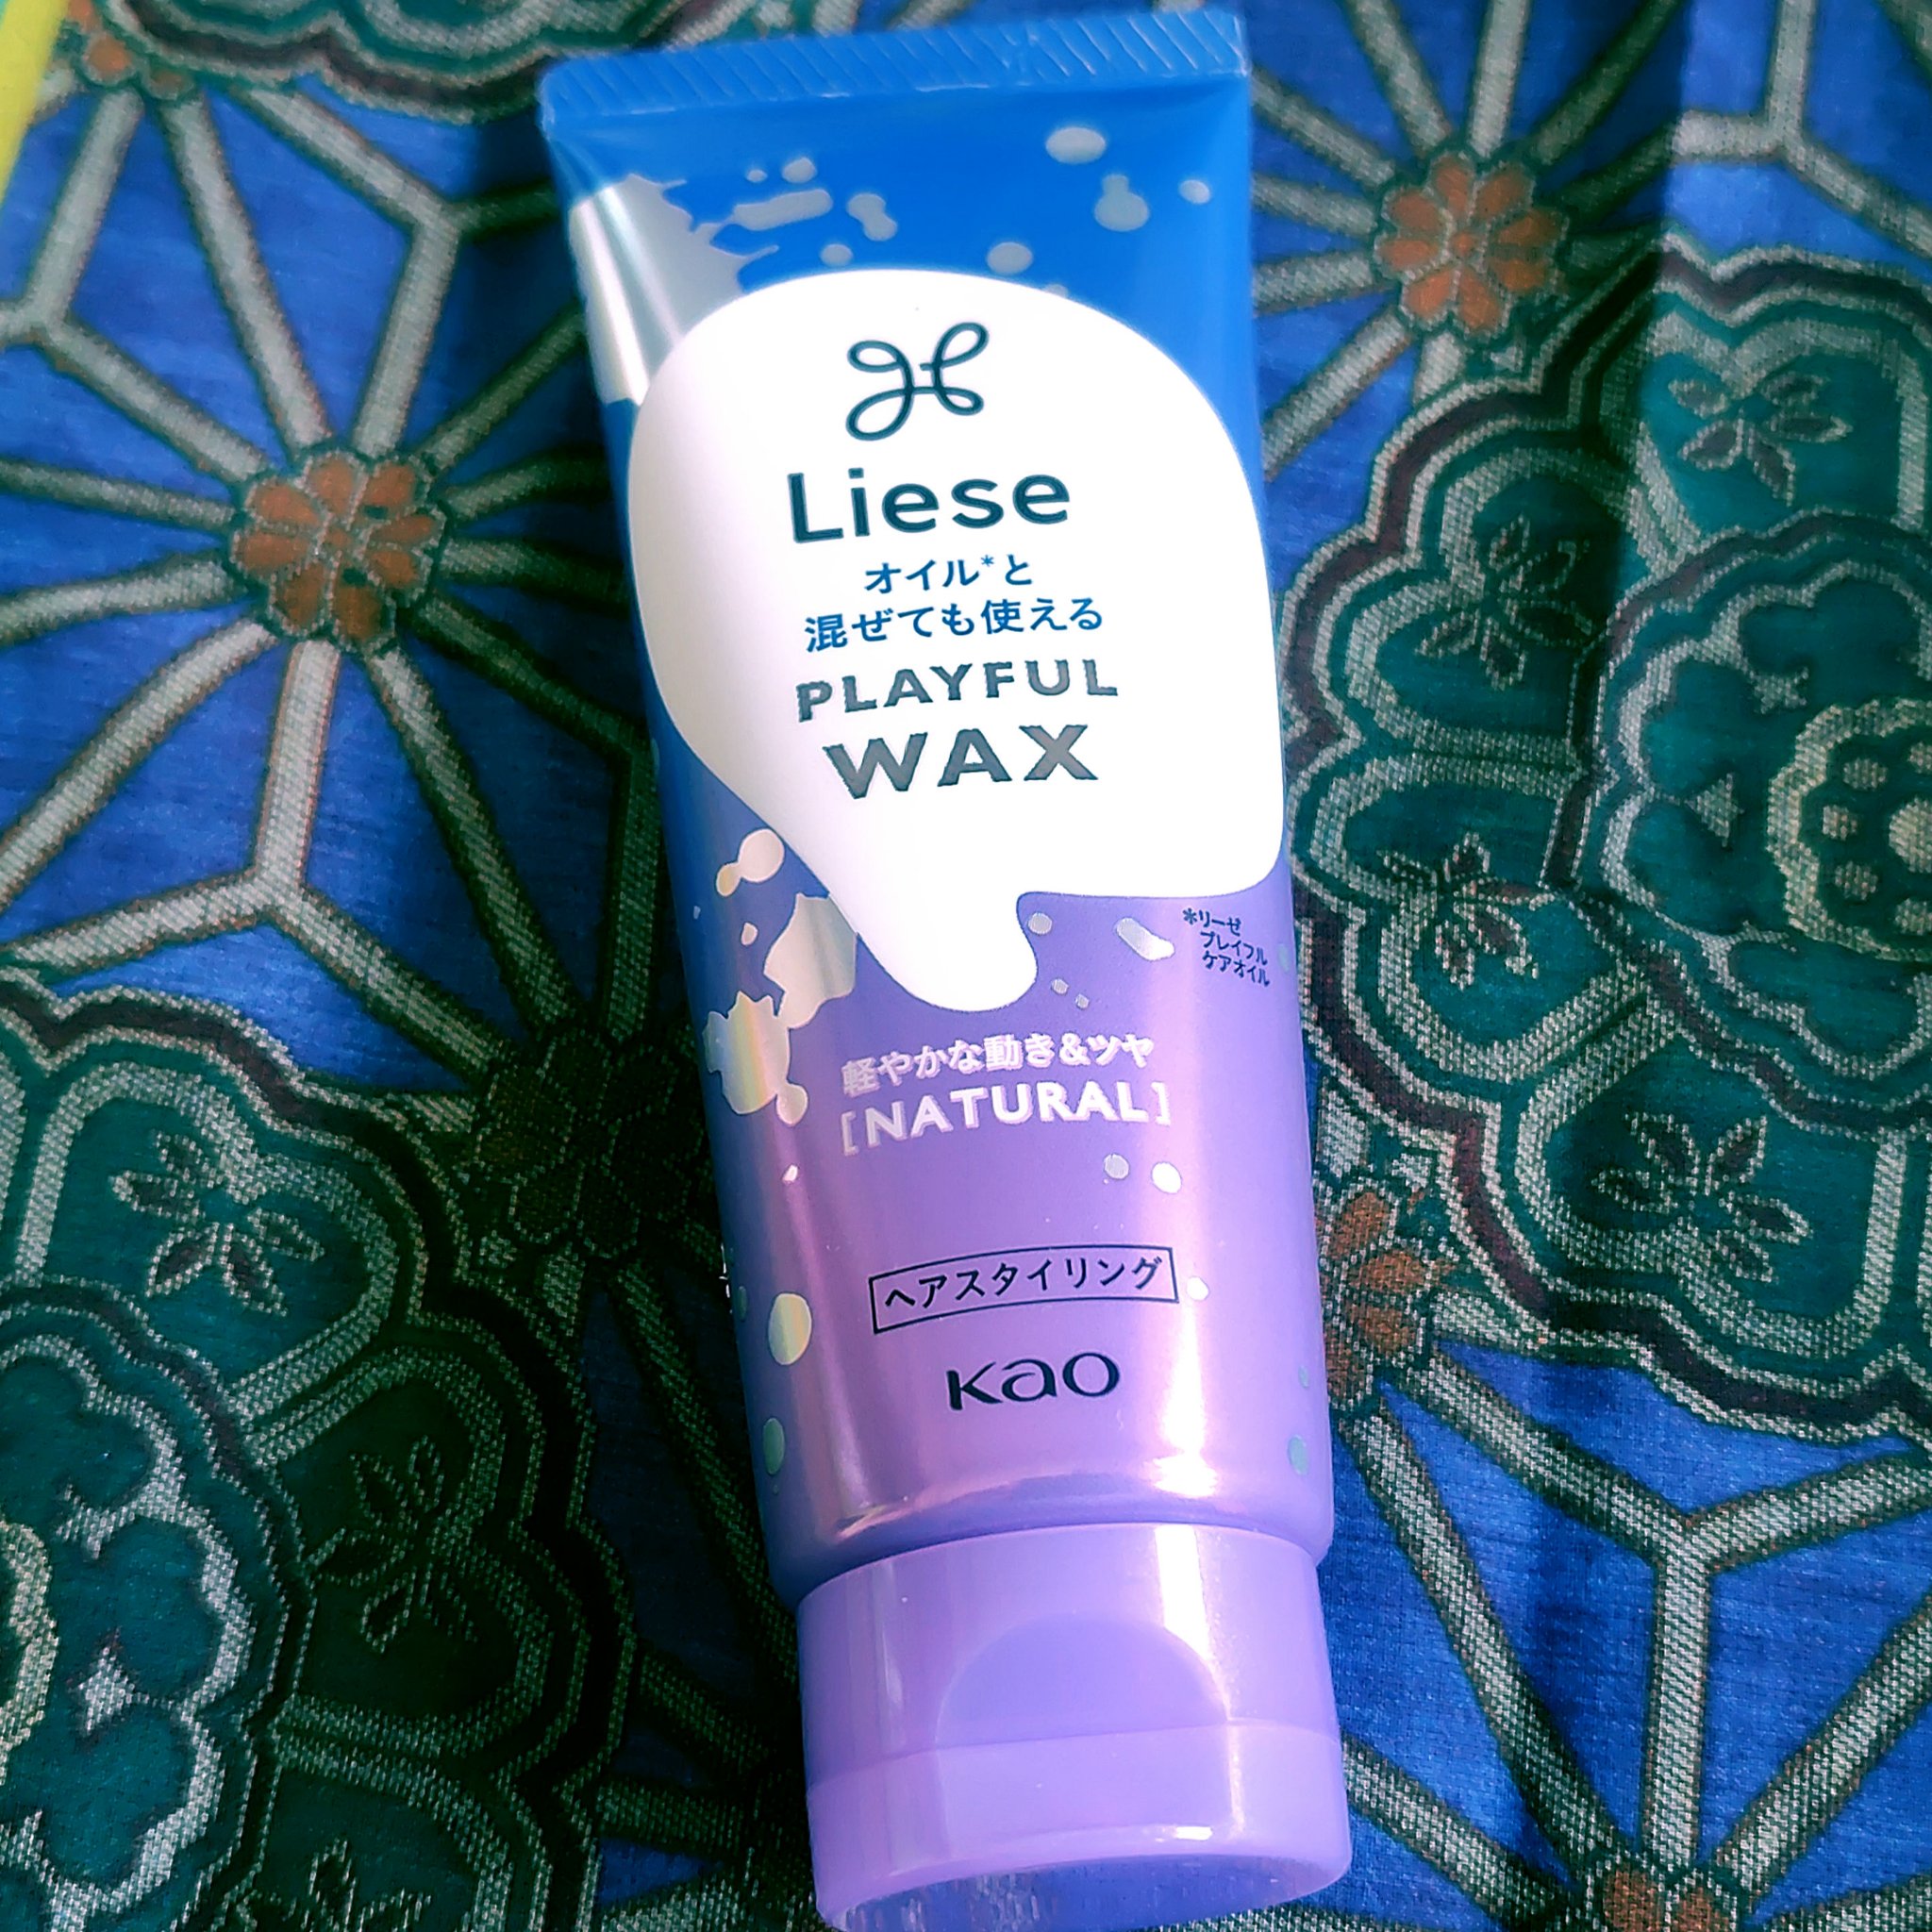 Liese
オイル*と
混ぜても使える
PLAYFUL
WAX
*リーゼ
プレイフル
ケアオイル
軽やかな動き&ツヤ
[NATURAL]
ヘアスタイリング
Kao